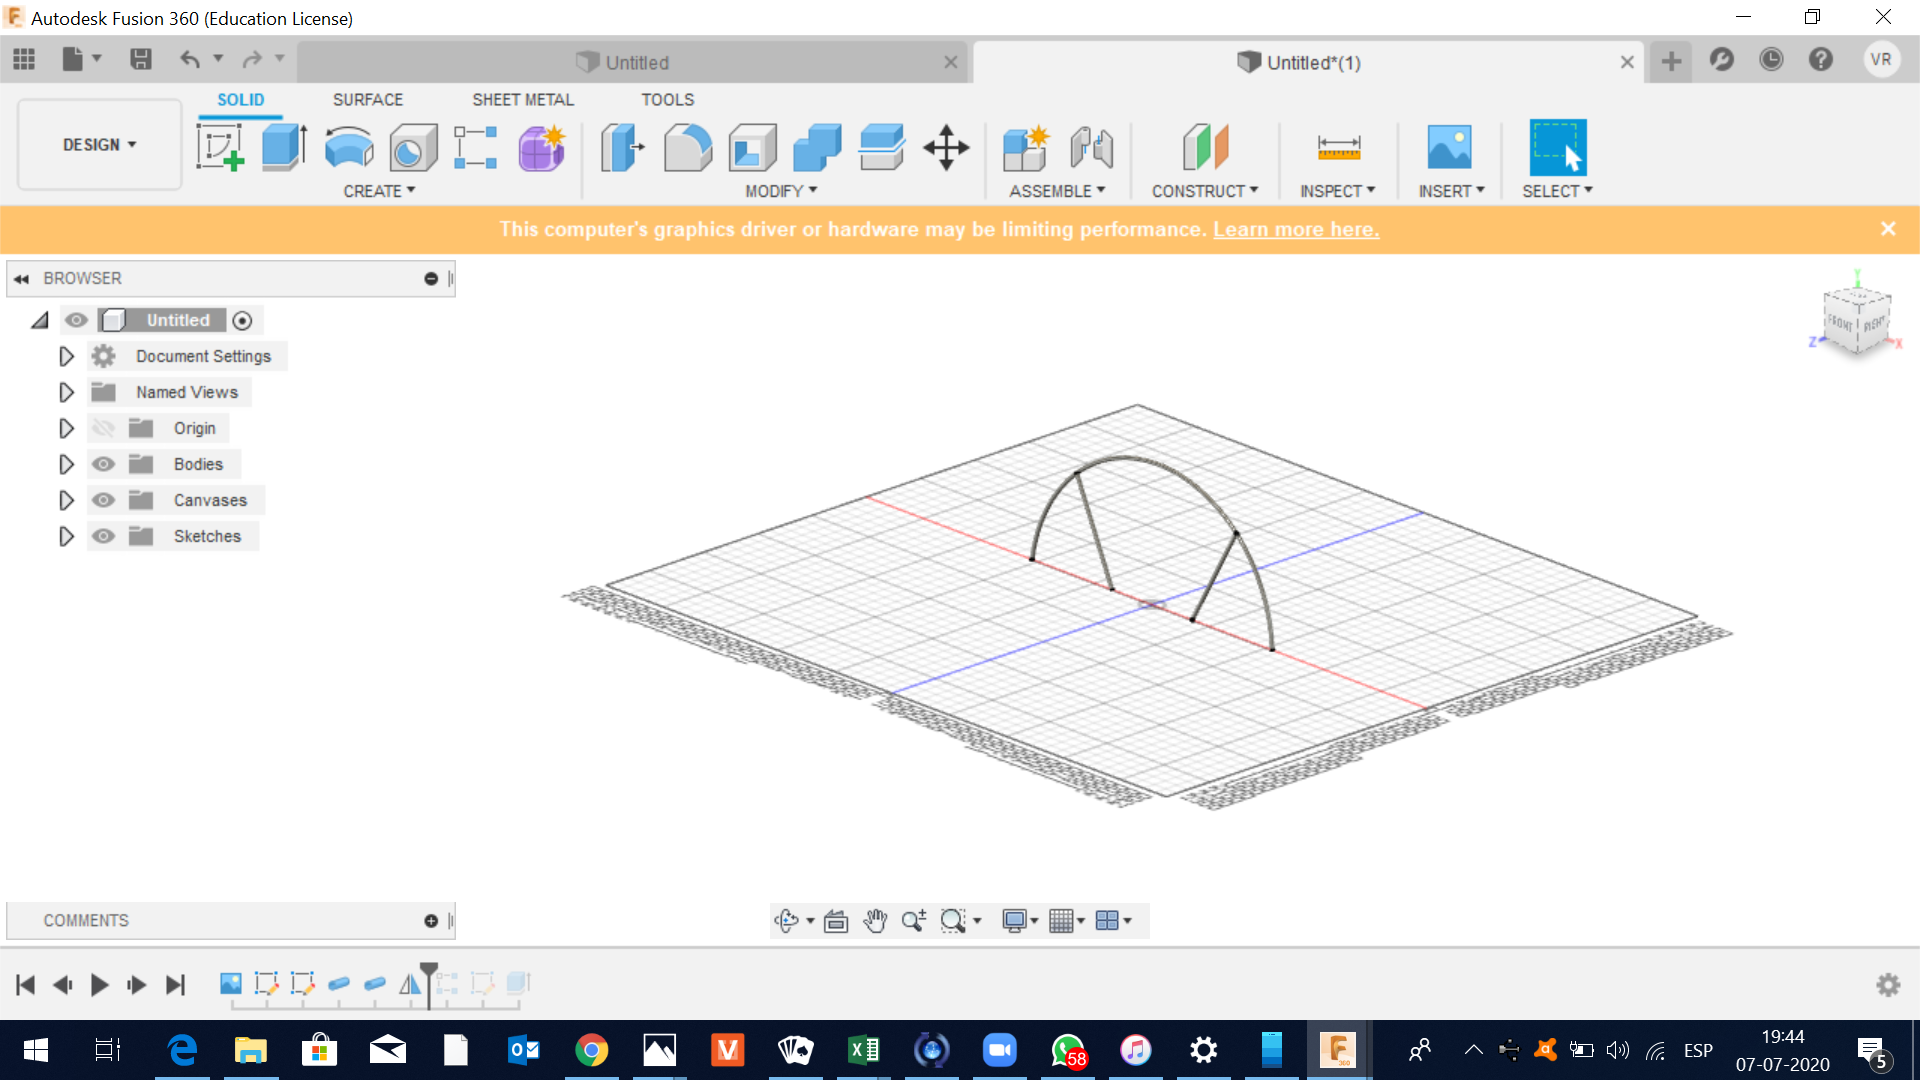 Autodesk Fusion 360 (Education License)
Untitled
Untitled*(1)
VR
DESIGN
SOLID
SURFACE
SHEET METAL
TOOLS
CREATE
MODIFY
ASSEMBLE
CONSTRUCT
INSPECT
INSERT
SELECT
This computer's graphics driver or hardware may be limiting performance. Learn more here.
BROWSER
Untitled
Document Settings
Named Views
Origin
Bodies
Canvases
Sketches
Y
FRONT
RIGHT
Z
X
COMMENTS
58
360
ESP
19:44
07-07-2020
5